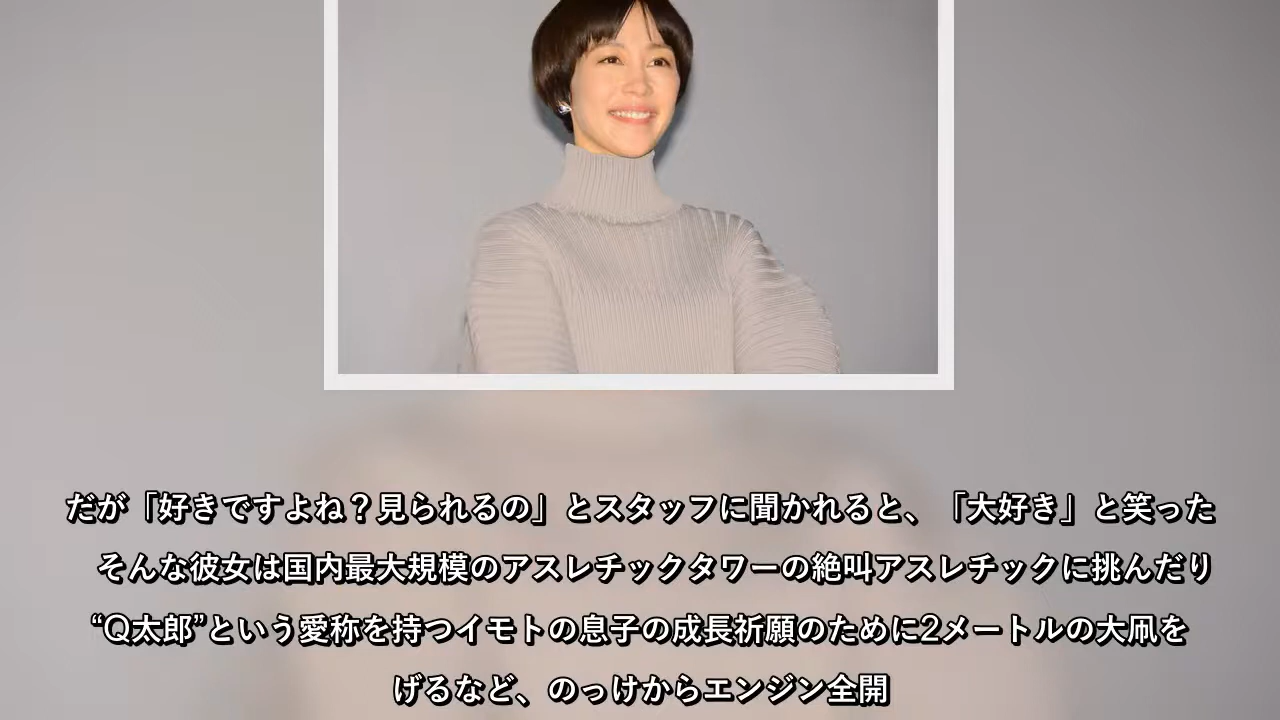 だが「好きですよね？見られるの」とスタッフに聞かれると、「大好き」と笑った
そんな彼女は国内最大規模のアスレチックタワーの絶叫アスレチックに挑んだり
“Q太郎”という愛称を持つイモトの息子の成長祈願のために2メートルの大凧を
げるなど、のっけからエンジン全開